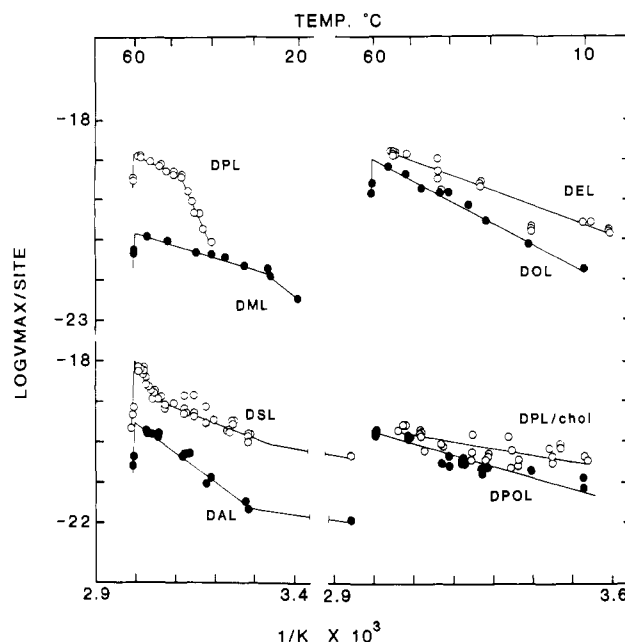 TEMP. °C
60 20 60 10
-18
DPL
DEL
DOL
DML
LOGVMAX/SITE
-23
-18
DSL
DPL/chol
DAL
DPOL
-22
2.9 3.4 2.9 3.6
1/K X 10³